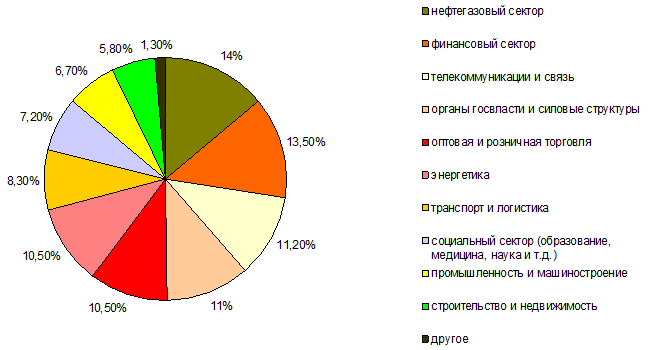 14%
13,50%
11,20%
11%
10,50%
10,50%
8,30%
7,20%
6,70%
5,80%
1,30%
нефтегазовый сектор
финансовый сектор
телекоммуникации и связь
органы госвласти и силовые структуры
оптовая и розничная торговля
энергетика
транспорт и логистика
социальный сектор (образование,
медицина, наука и т.д.)
промышленность и машиностроение
строительство и недвижимость
другое